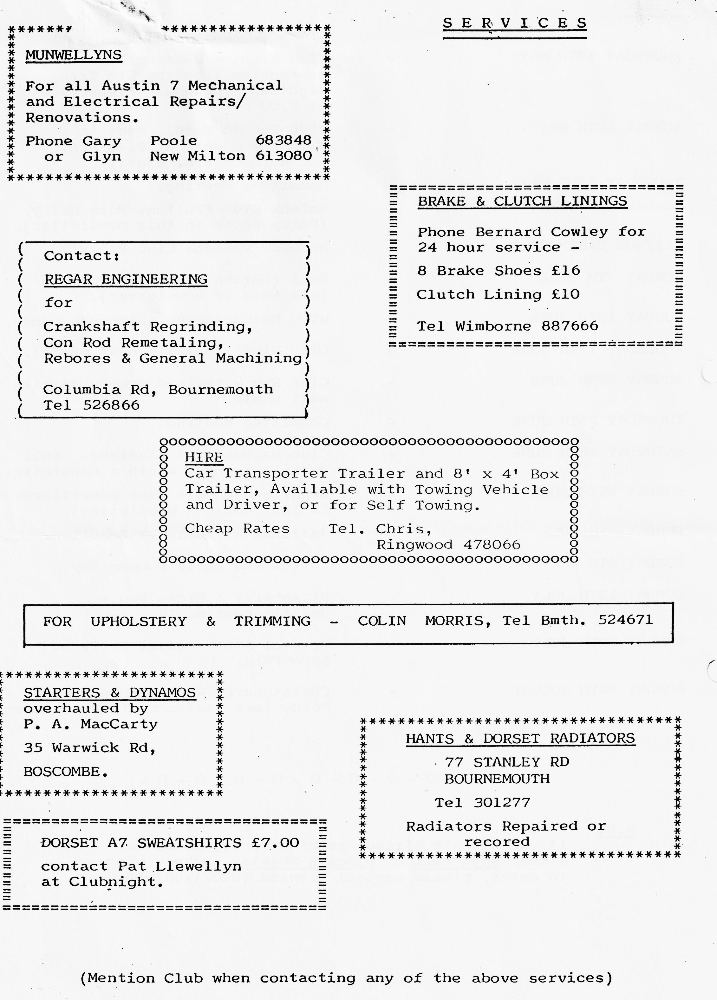 SERVICES
MUNWELLYNS
For all Austin 7 Mechanical
and Electrical Repairs/
Renovations.
Phone Gary Poole 683848
or Glyn New Milton 613080
BRAKE & CLUTCH LININGS
Phone Bernard Cowley for
24 hour service -
8 Brake Shoes £16
Clutch Lining £10
Tel Wimborne 887666
Contact:
REGAR ENGINEERING
for
Crankshaft Regrinding,
Con Rod Remetaling,
Rebores & General Machining
Columbia Rd, Bournemouth
Tel 526866
HIRE
Car Transporter Trailer and 8' x 4' Box
Trailer, Available with Towing Vehicle
and Driver, or for Self Towing.
Cheap Rates Tel. Chris,
Ringwood 478066
FOR UPHOLSTERY & TRIMMING - COLIN MORRIS, Tel Bmth. 524671
STARTERS & DYNAMOS
overhauled by
P. A. MacCarty
35 Warwick Rd,
BOSCOMBE.
HANTS & DORSET RADIATORS
77 STANLEY RD
BOURNEMOUTH
Tel 301277
Radiators Repaired or
recored
DORSET A7 SWEATSHIRTS £7.00
contact Pat Llewellyn
at Clubnight.
(Mention Club when contacting any of the above services)